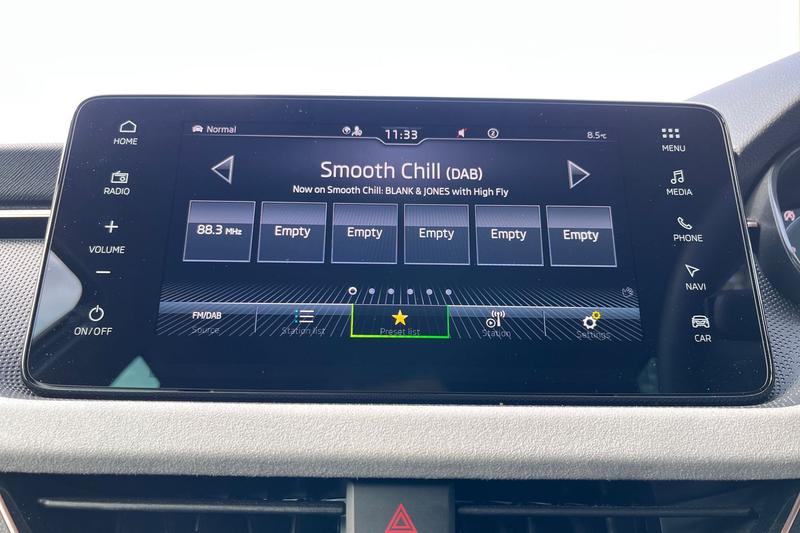 Normal
11:33
8.5°C
Smooth Chill (DAB)
Now on Smooth Chill: BLANK & JONES with High Fly
88.3 MHz
Empty
Empty
Empty
Empty
Empty
FM/DAB
Source
Station list
Preset list
Station
Settings
HOME
RADIO
+
VOLUME
−
ON/OFF
MENU
MEDIA
PHONE
NAVI
CAR